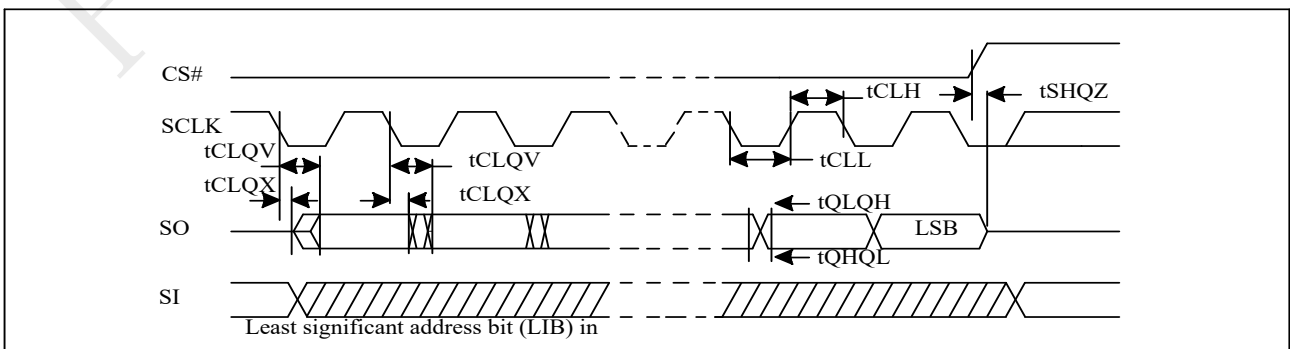 CS#
tCLH
tSHQZ
SCLK
tCLQV
tCLQV
tCLL
tCLQX
tCLQX
tQLQH
SO
LSB
tQHQL
SI
Least significant address bit (LIB) in